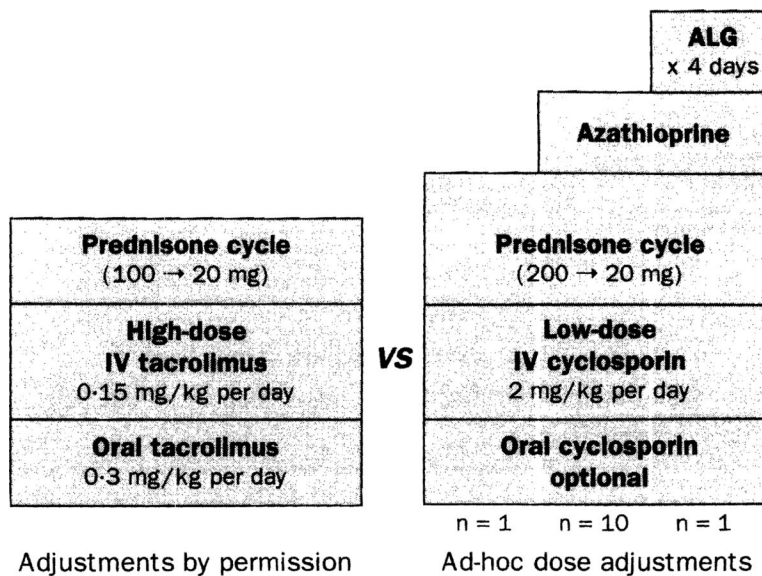 ALG
x 4 days
Azathioprine
Prednisone cycle
(100 → 20 mg)
High-dose
IV tacrolimus
0·15 mg/kg per day
Oral tacrolimus
0·3 mg/kg per day
Adjustments by permission
VS
Prednisone cycle
(200 → 20 mg)
Low-dose
IV cyclosporin
2 mg/kg per day
Oral cyclosporin
optional
n = 1 n = 10 n = 1
Ad-hoc dose adjustments